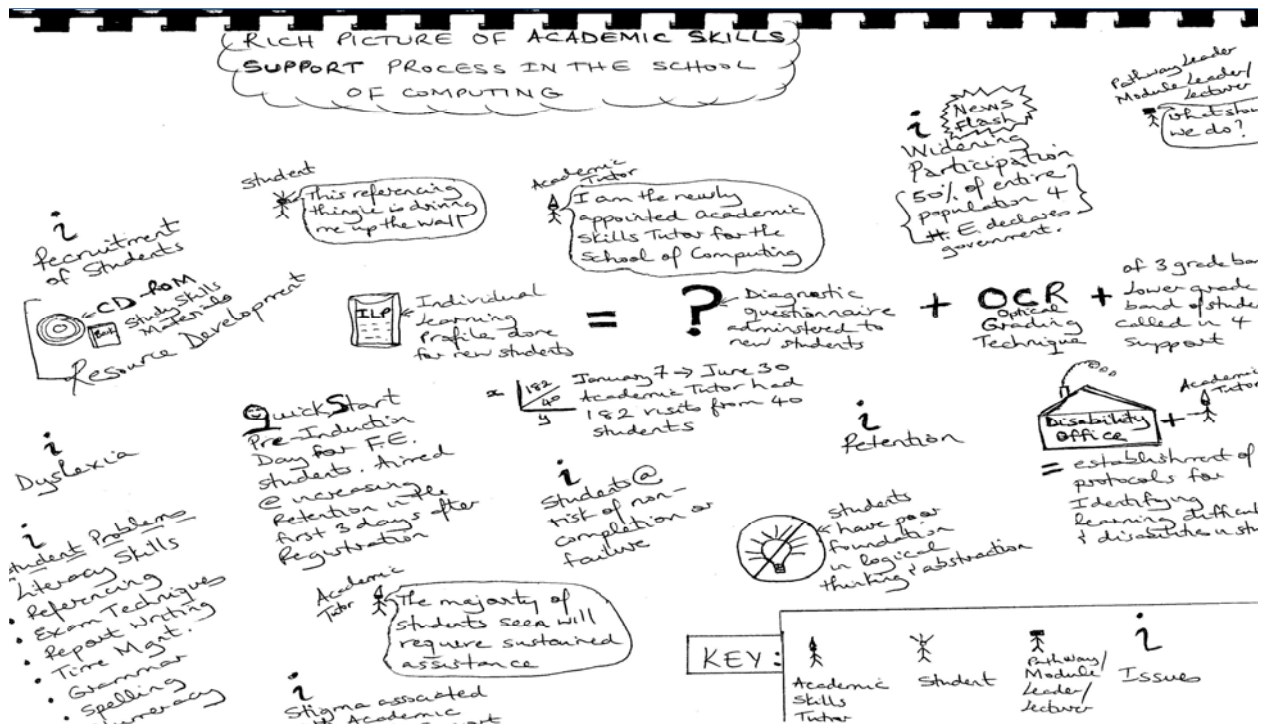 RICH PICTURE OF ACADEMIC SKILLS
SUPPORT PROCESS IN THE SCHOOL
OF COMPUTING
Pathway Leader
Module Leader/
Lecturer
what
we do?
i
News
Flash
Widening
Participation
50% of entire
population 4
H. E. declares
government.
Student
This referencing
thingie is driving
me up the wall
Academic
Tutor
I am the newly
appointed academic
Skills Tutor for the
School of Computing
i
Recruitment
of Students
CD-ROM
Study Skills
Materials
Book
Resource Development
ILP
Individual
Learning
Profile done
for new students
=
?
Diagnostic
questionnaire
administered to
new students
+
OCR
Optical
Grading
Technique
+
of 3 grade
Lower grade
band of
called in 4
support
QuickStart
Pre-Induction
Day for F.E.
students. Aimed
@ increasing
Retention in the
first 3 days after
Registration
x
182
40
y
January 7 → June 30
Academic Tutor had
182 visits from 40
students
i
Retention
Disability
Office
+
Academic
Tutor
= establishment of
protocols for
Identifying
learning
& disabilities in
i
Dyslexia
i
Students @
risk of non-
completion or
failure
students
have poor
foundation
in logical
thinking & abstraction
i
Student Problems
Literacy Skills
• Referencing
• Exam Techniques
• Report Writing
• Time Mgnt.
• Grammar
• Spelling
Numeracy
Academic
Tutor
The majority of
students seen will
require sustained
assistance
i
Stigma associated
Academic
KEY:
Academic
Skills
Tutor
Student
Pathway/
Module
Leader/
Lecturer
i
Issues